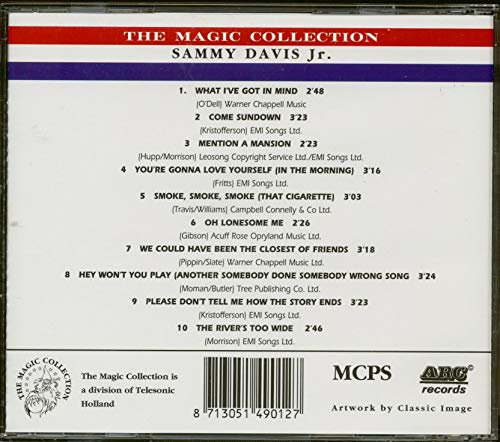 THE MAGIC COLLECTION
SAMMY DAVIS Jr.
1. WHAT I'VE GOT IN MIND 2'48
(O'Dell) Warner Chappell Music
2 COME SUNDOWN 3'23
(Kristofferson) EMI Songs Ltd.
3 MENTION A MANSION 2'23
(Hupp/Morrison) Leosong Copyright Service Ltd./EMI Songs Ltd.
4 YOU'RE GONNA LOVE YOURSELF (IN THE MORNING) 3'16
(Fritts) EMI Songs Ltd.
5 SMOKE, SMOKE, SMOKE (THAT CIGARETTE) 3'03
(Travis/Williams) Campbell Connelly & Co Ltd.
6 OH LONESOME ME 2'26
(Gibson) Acuff Rose Opryland Music Ltd.
7 WE COULD HAVE BEEN THE CLOSEST OF FRIENDS 3'18
(Pippin/Slate) Warner Chappell Music Ltd.
8 HEY WON'T YOU PLAY (ANOTHER SOMEBODY DONE SOMEBODY WRONG SONG 3'24
(Moman/Butler) Tree Publishing Co. Ltd.
9 PLEASE DON'T TELL ME HOW THE STORY ENDS 3'23
(Kristofferson) EMI Songs Ltd.
10 THE RIVER'S TOO WIDE 2'46
(Morrison) EMI Songs Ltd.
THE MAGIC COLLECTION
The Magic Collection is
a division of Telesonic
Holland
8 713051 490127
MCPS
ARC
records
Artwork by Classic Image